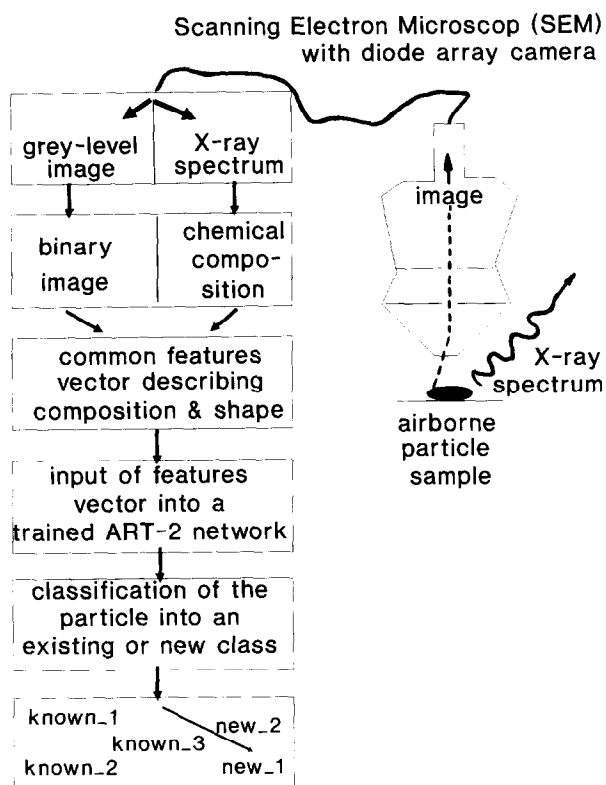 Scanning Electron Microscop (SEM)
with diode array camera
grey-level
image
X-ray
spectrum
binary
image
chemical
compo-
sition
common features
vector describing
composition & shape
input of features
vector into a
trained ART-2 network
classification of the
particle into an
existing or new class
known_1
new_2
known_3
known_2
new_1
image
X-ray
spectrum
airborne
particle
sample